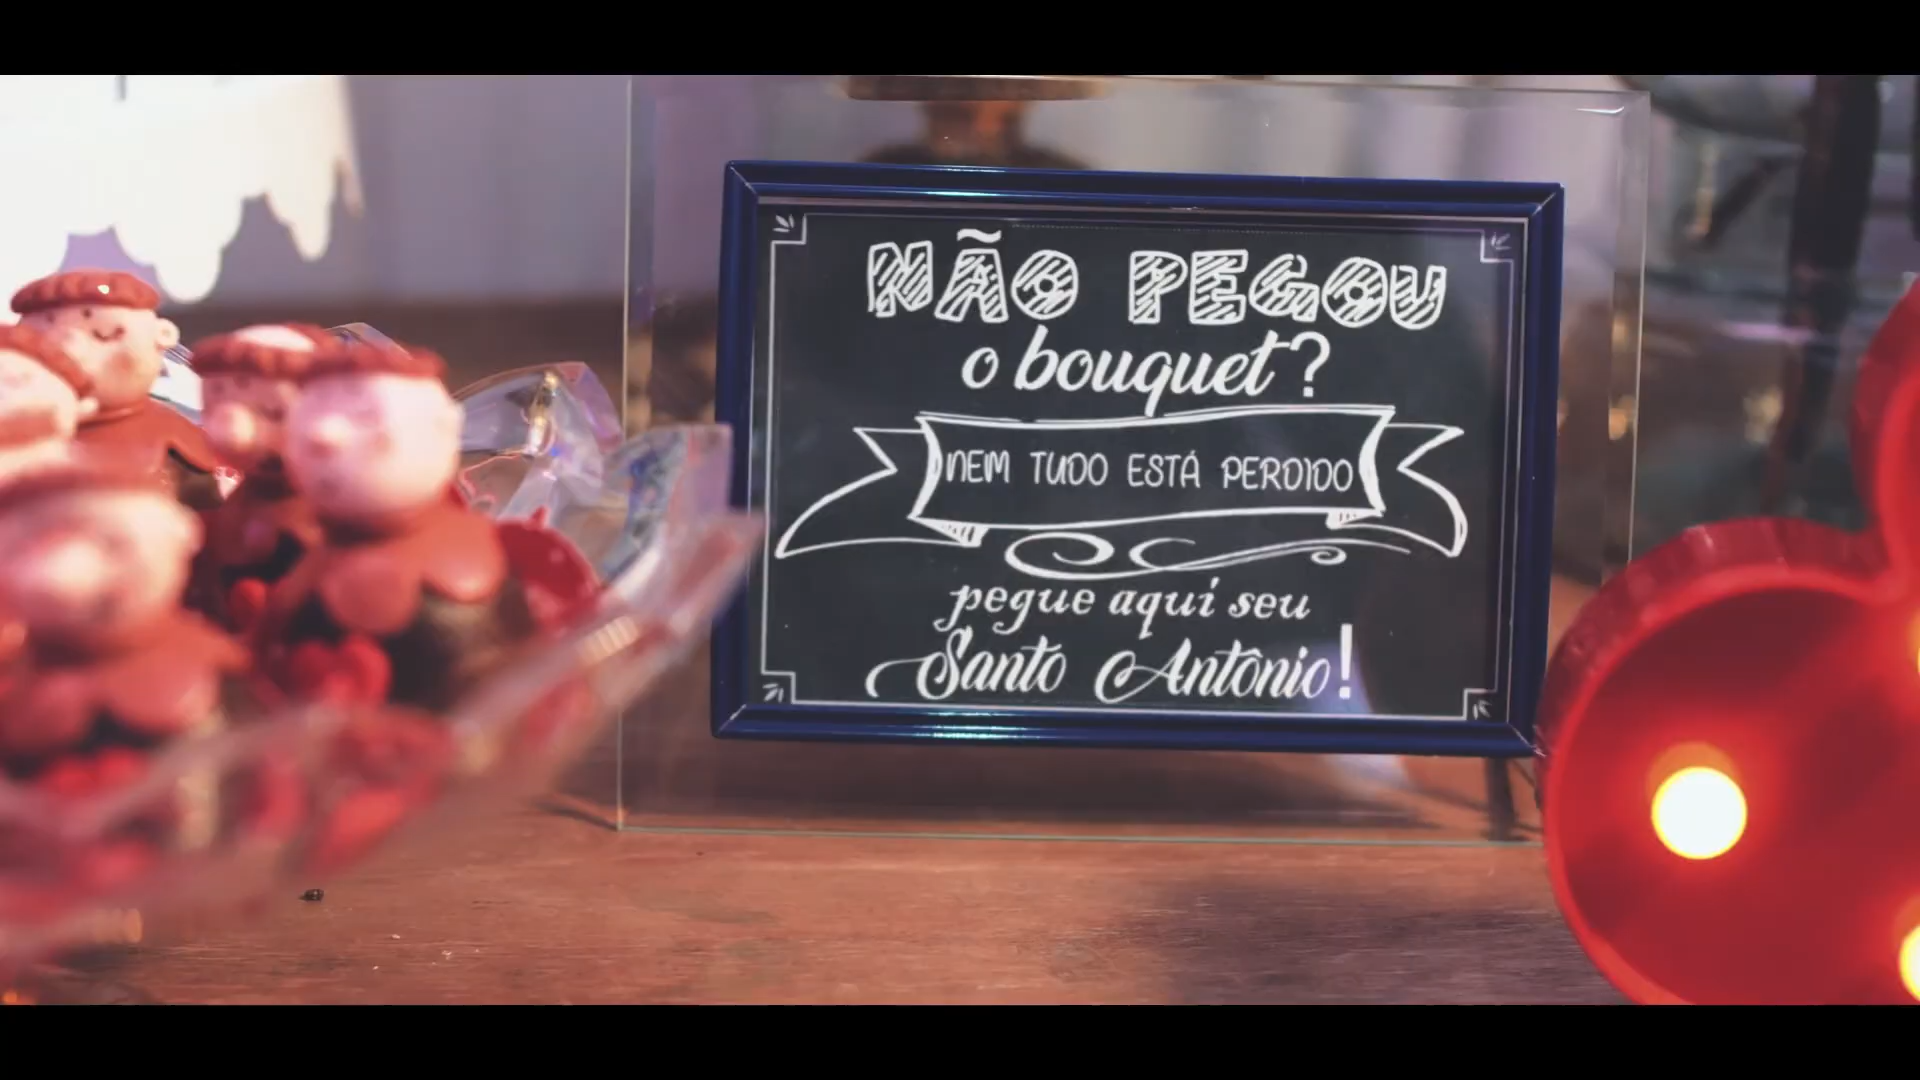 NÃO PEGOU
o bouquet?
NEM TUDO ESTÁ PERDIDO
pegue aqui seu
Santo Antônio!